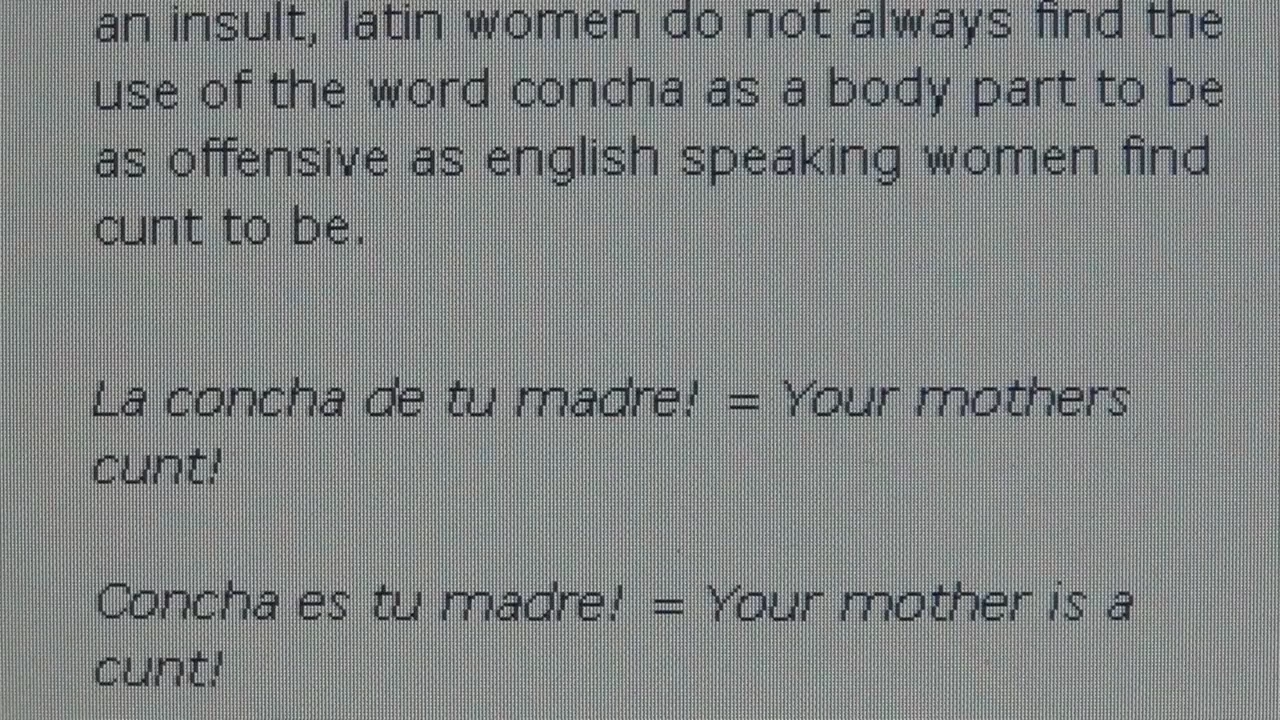 an insult, latin women do not always find the
use of the word concha as a body part to be
as offensive as english speaking women find
cunt to be.
La concha de tu madre! = Your mothers
cunt!
Concha es tu madre! = Your mother is a
cunt!